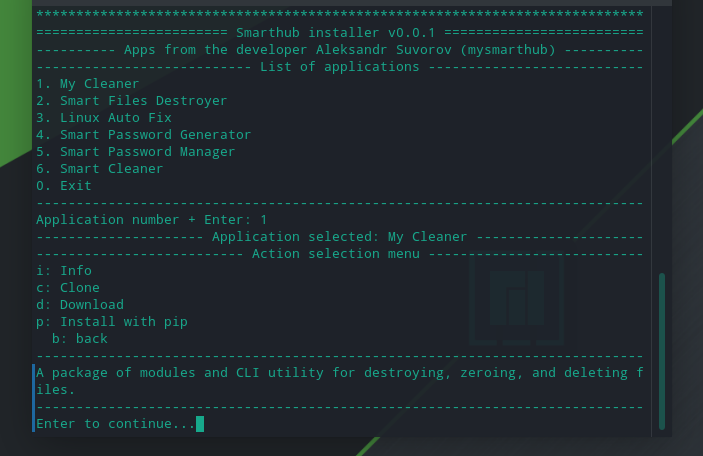 ****************************************************************************
======================== Smarthub installer v0.0.1 =========================
---------- Apps from the developer Aleksandr Suvorov (mysmarthub) ----------
--------------------------- List of applications ---------------------------
1. My Cleaner
2. Smart Files Destroyer
3. Linux Auto Fix
4. Smart Password Generator
5. Smart Password Manager
6. Smart Cleaner
0. Exit
----------------------------------------------------------------------------
Application number + Enter: 1
--------------------- Application selected: My Cleaner ---------------------
-------------------------- Action selection menu ---------------------------
i: Info
c: Clone
d: Download
p: Install with pip
  b: back
----------------------------------------------------------------------------
A package of modules and CLI utility for destroying, zeroing, and deleting f
iles.
----------------------------------------------------------------------------
Enter to continue...